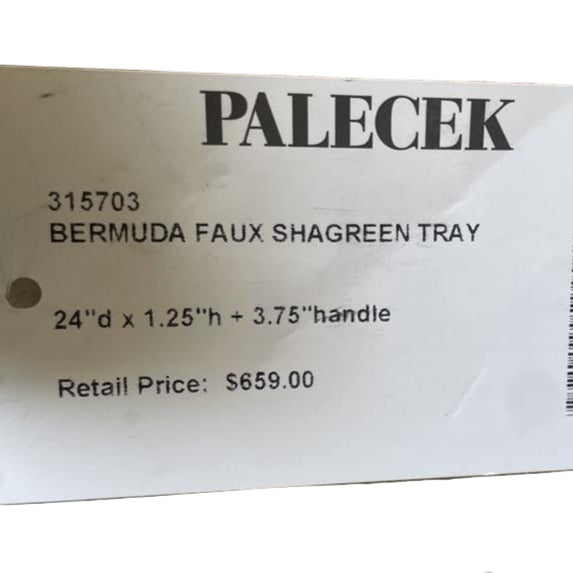 PALECEK
315703
BERMUDA FAUX SHAGREEN TRAY
24"d x 1.25"h + 3.75"handle
Retail Price: $659.00